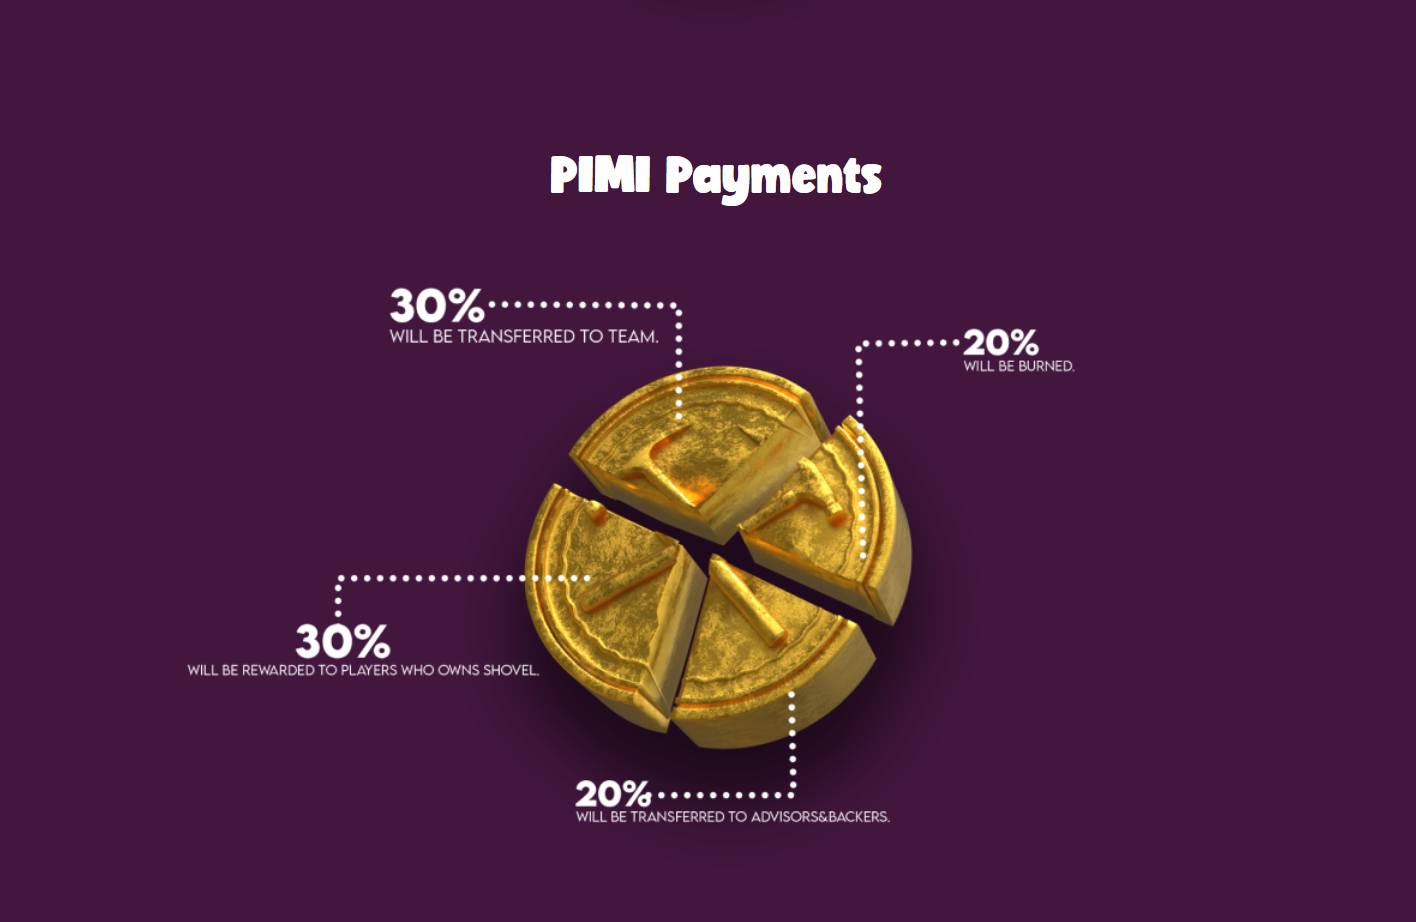 PIMI Payments
30%
WILL BE TRANSFERRED TO TEAM.
20%
WILL BE BURNED.
30%
WILL BE REWARDED TO PLAYERS WHO OWNS SHOVEL.
20%
WILL BE TRANSFERRED TO ADVISORS&BACKERS.